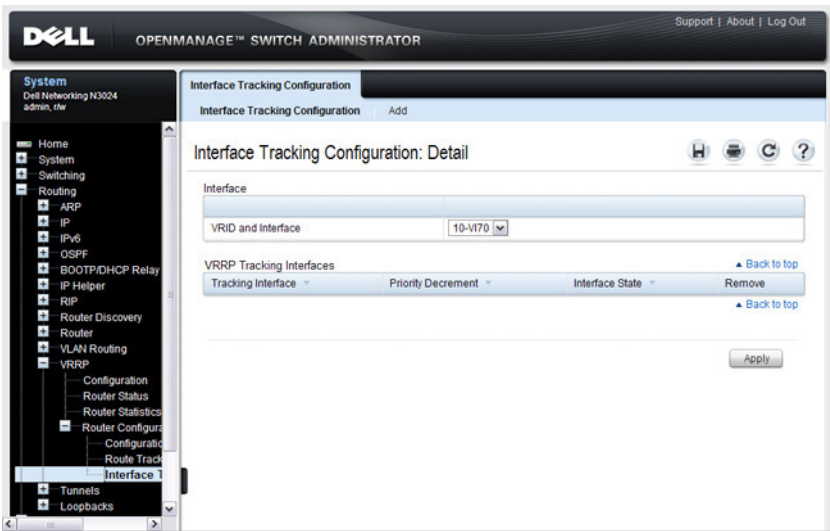 Support | About | Log Out
DELL
OPENMANAGE™ SWITCH ADMINISTRATOR
System
Dell Networking N3024
admin, r/w
Home
System
Switching
Routing
ARP
IP
IPv6
OSPF
BOOTP/DHCP Relay
IP Helper
RIP
Router Discovery
Router
VLAN Routing
VRRP
Configuration
Router Status
Router Statistics
Router Configura
Configuratio
Route Track
Interface T
Tunnels
Loopbacks
Interface Tracking Configuration
Interface Tracking Configuration Add
Interface Tracking Configuration: Detail
Interface
VRID and Interface 10-Vl70
VRRP Tracking Interfaces Back to top
Tracking Interface Priority Decrement Interface State Remove
Back to top
Apply